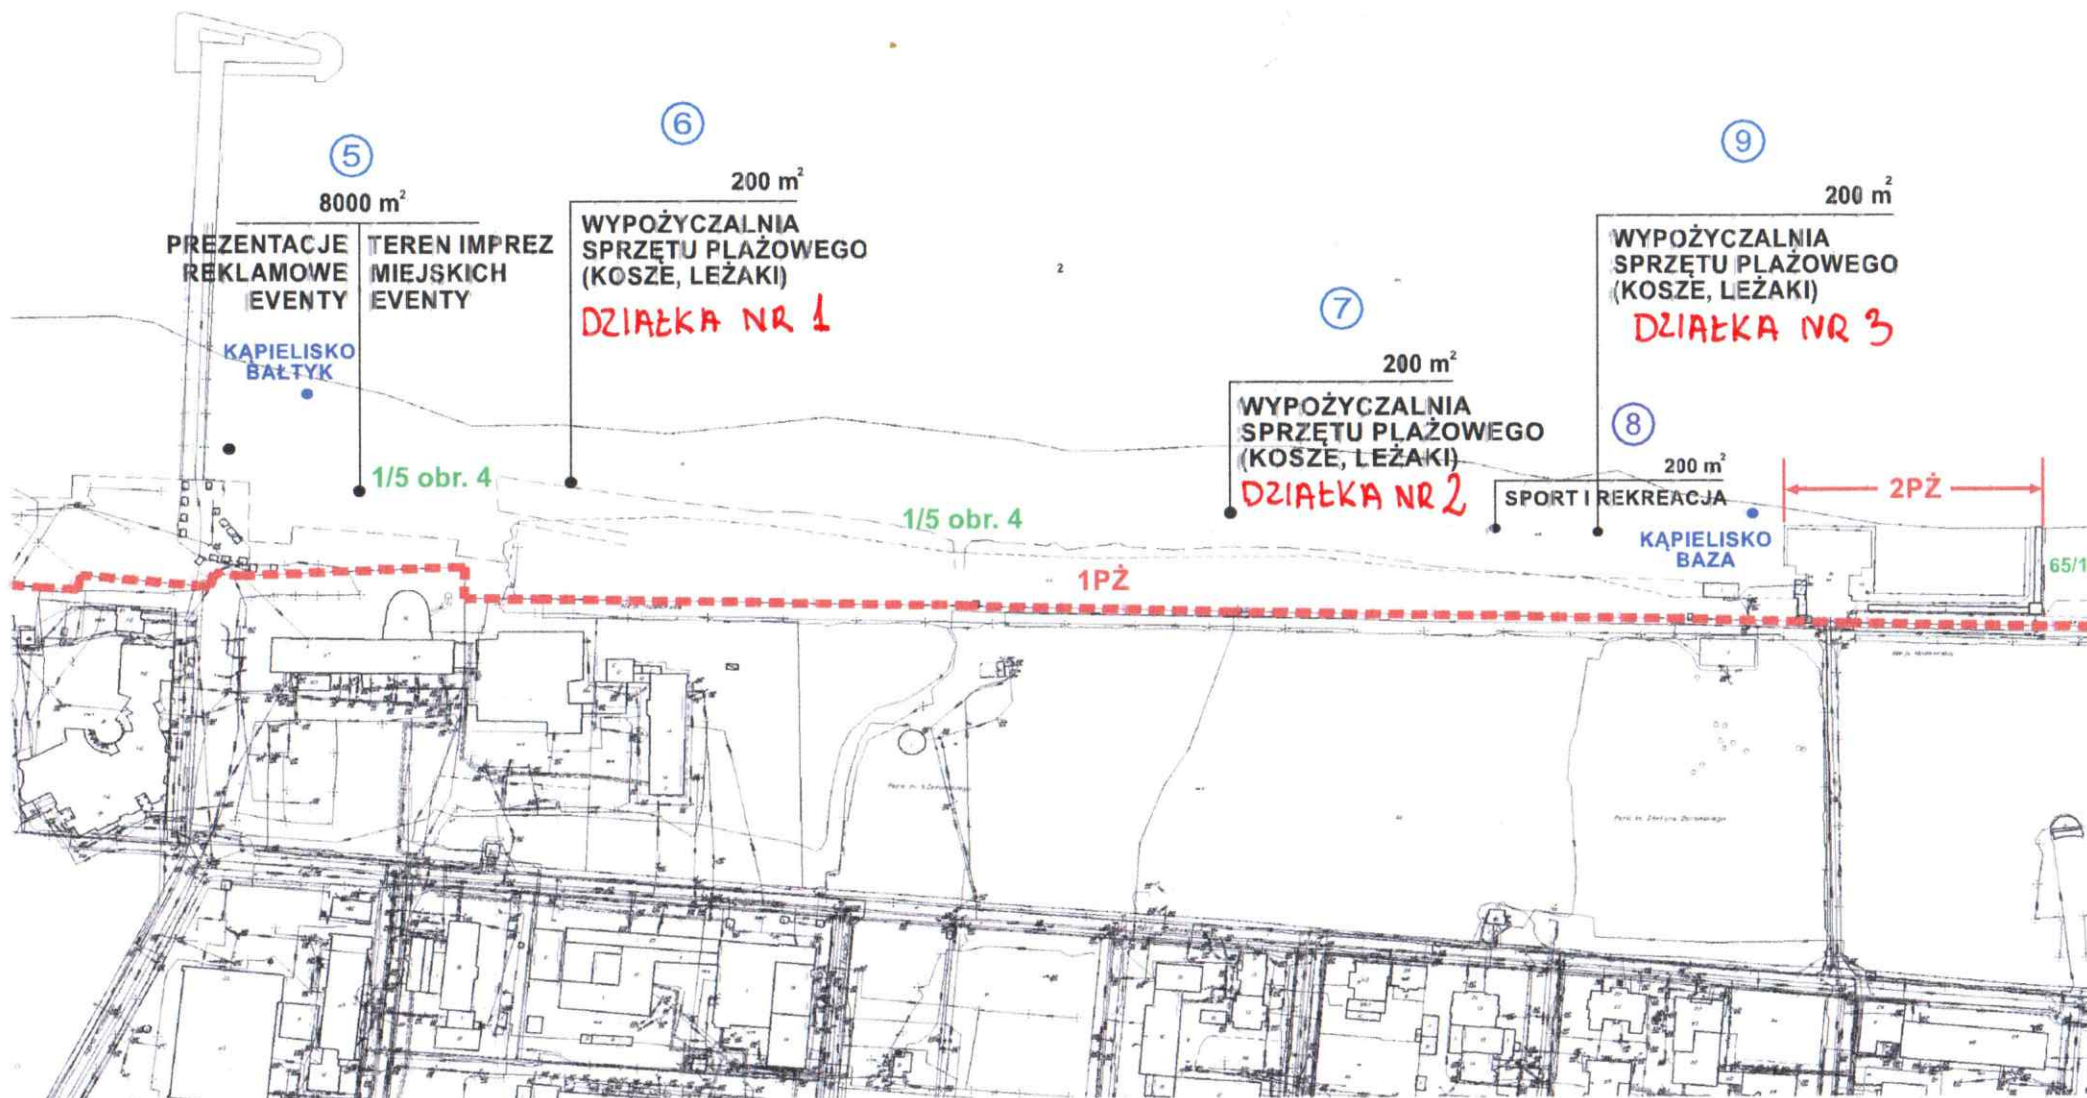 5
8000 m²
PREZENTACJE
REKLAMOWE
EVENTY
TEREN IMPREZ
MIEJSKICH
EVENTY
KĄPIELISKO
BAŁTYK
1/5 obr. 4
6
200 m²
WYPOŻYCZALNIA
SPRZĘTU PLAŻOWEGO
(KOSZE, LEŻAKI)
DZIAŁKA NR 1
2
1/5 obr. 4
1PŻ
7
200 m²
WYPOŻYCZALNIA
SPRZĘTU PLAŻOWEGO
(KOSZE, LEŻAKI)
DZIAŁKA NR 2
9
200 m²
WYPOŻYCZALNIA
SPRZĘTU PLAŻOWEGO
(KOSZE, LEŻAKI)
DZIAŁKA NR 3
8
200 m²
SPORT I REKREACJA
KĄPIELISKO
BAZA
2PŻ
65/1